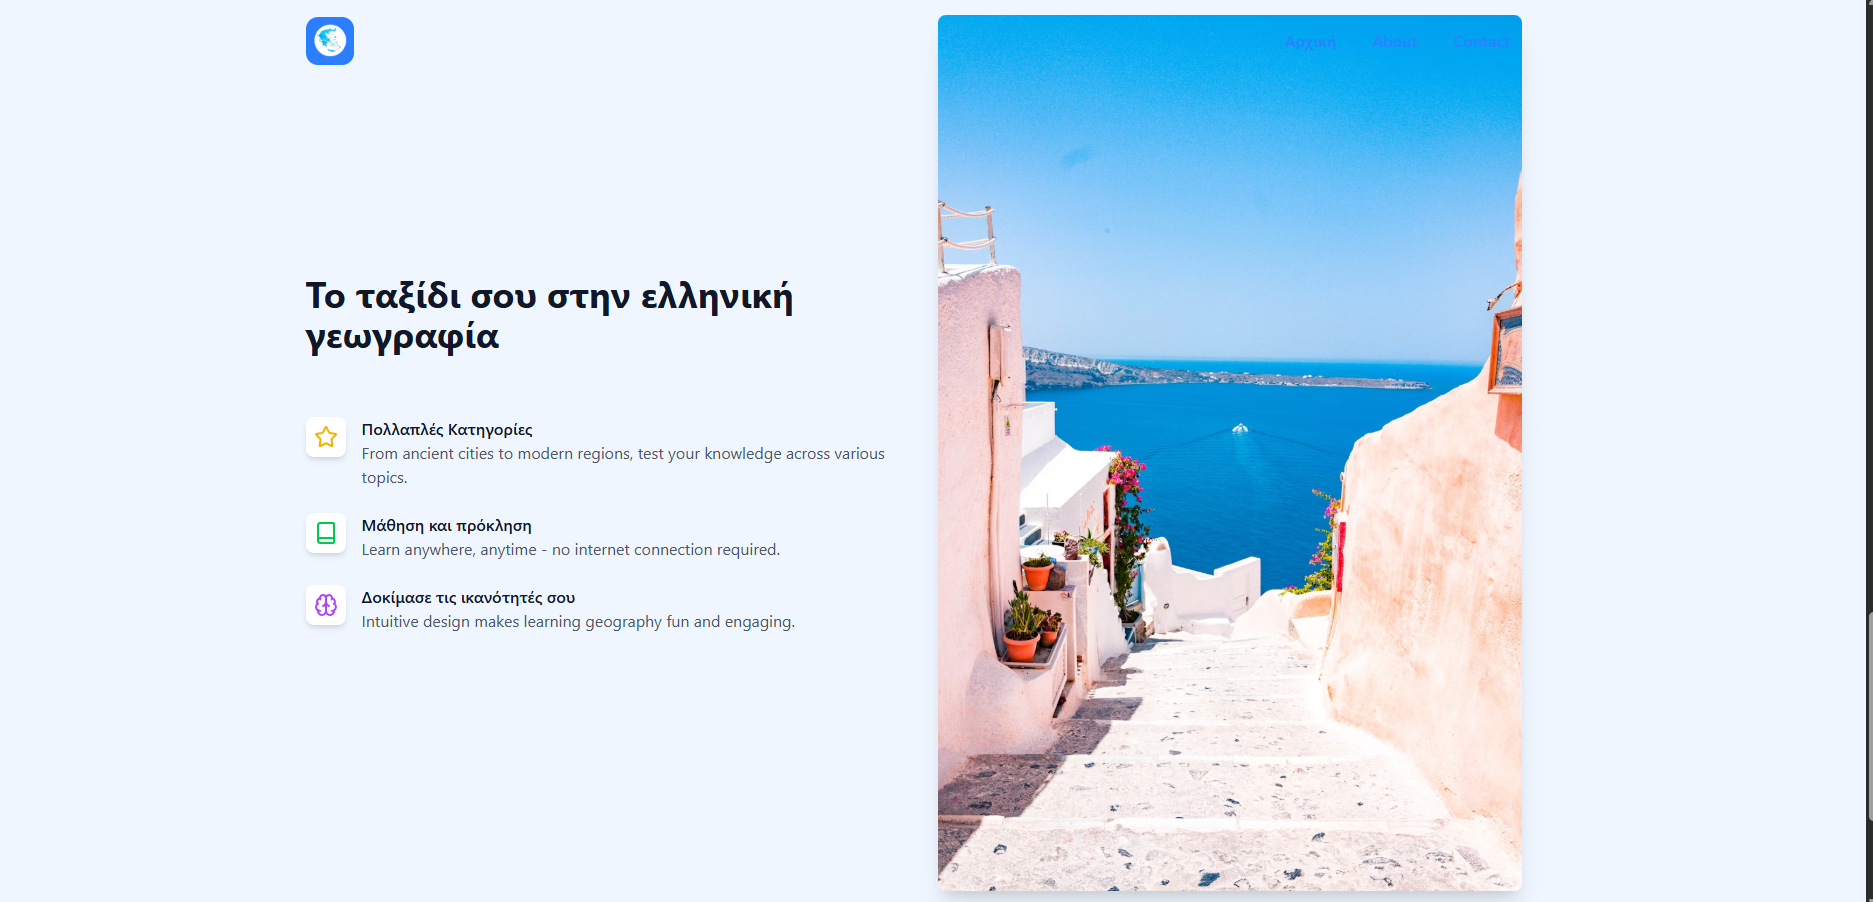 Αρχική About Contact
Το ταξίδι σου στην ελληνική
γεωγραφία
Πολλαπλές Κατηγορίες
From ancient cities to modern regions, test your knowledge across various
topics.
Μάθηση και πρόκληση
Learn anywhere, anytime - no internet connection required.
Δοκίμασε τις ικανότητές σου
Intuitive design makes learning geography fun and engaging.